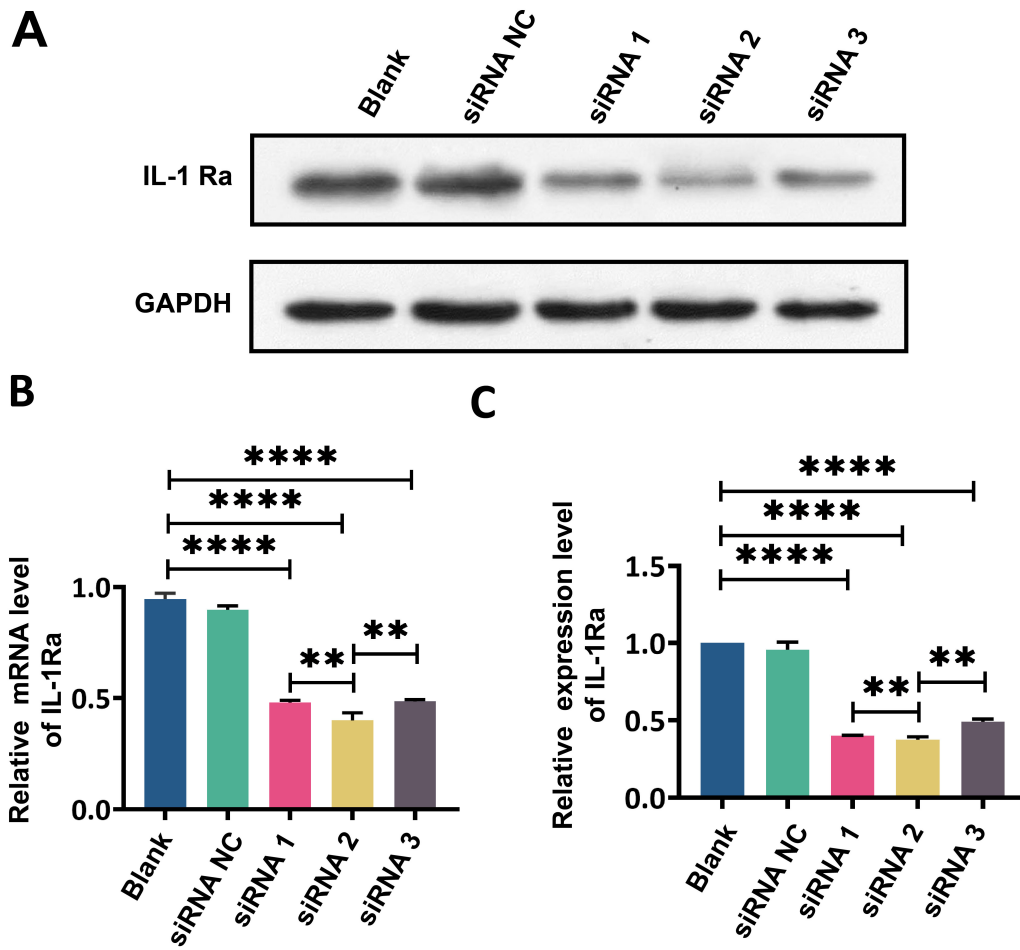 A
Blank
siRNA NC
siRNA 1
siRNA 2
siRNA 3
IL-1 Ra
GAPDH
B
****
****
****
**
**
Relative mRNA level
of IL-1Ra
1.0
0.5
0.0
Blank
siRNA NC
siRNA 1
siRNA 2
siRNA 3
C
****
****
****
**
**
Relative expression level
of IL-1Ra
1.5
1.0
0.5
0.0
Blank
siRNA NC
siRNA 1
siRNA 2
siRNA 3